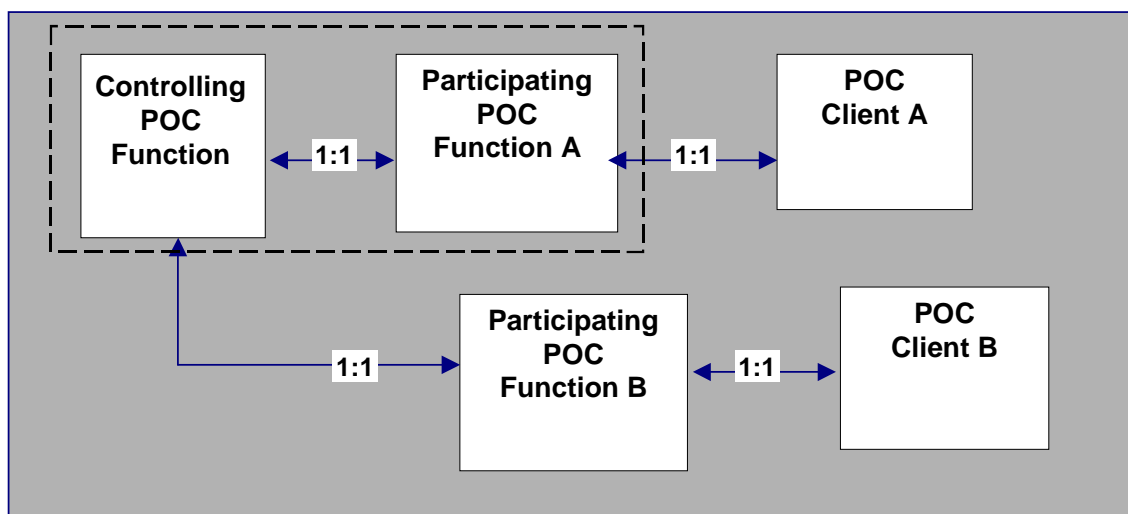 Controlling
POC
Function
1:1
Participating
POC
Function A
1:1
POC
Client A
1:1
Participating
POC
Function B
1:1
POC
Client B